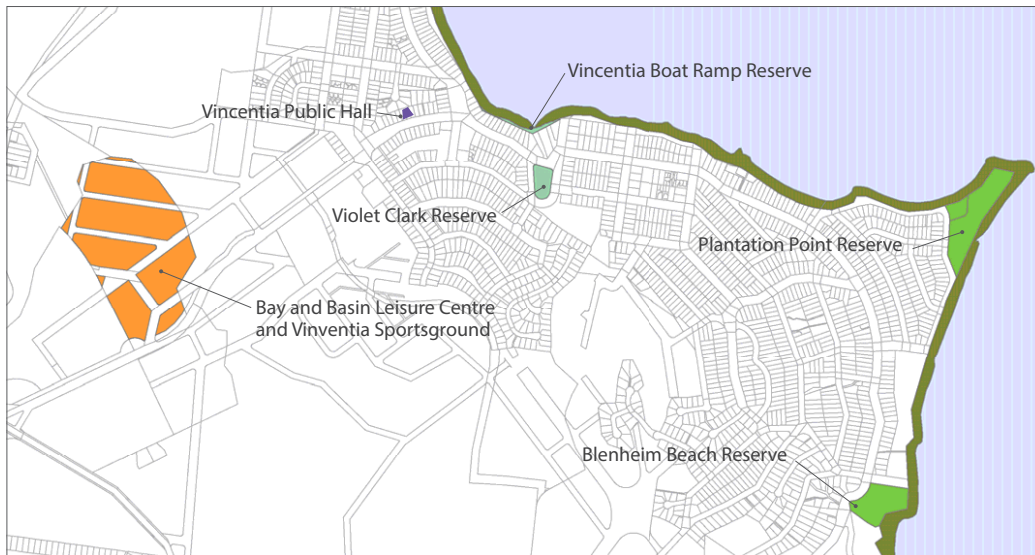 Vincentia Boat Ramp Reserve
Vincentia Public Hall
Violet Clark Reserve
Plantation Point Reserve
Bay and Basin Leisure Centre
and Vinventia Sportsground
Blenheim Beach Reserve